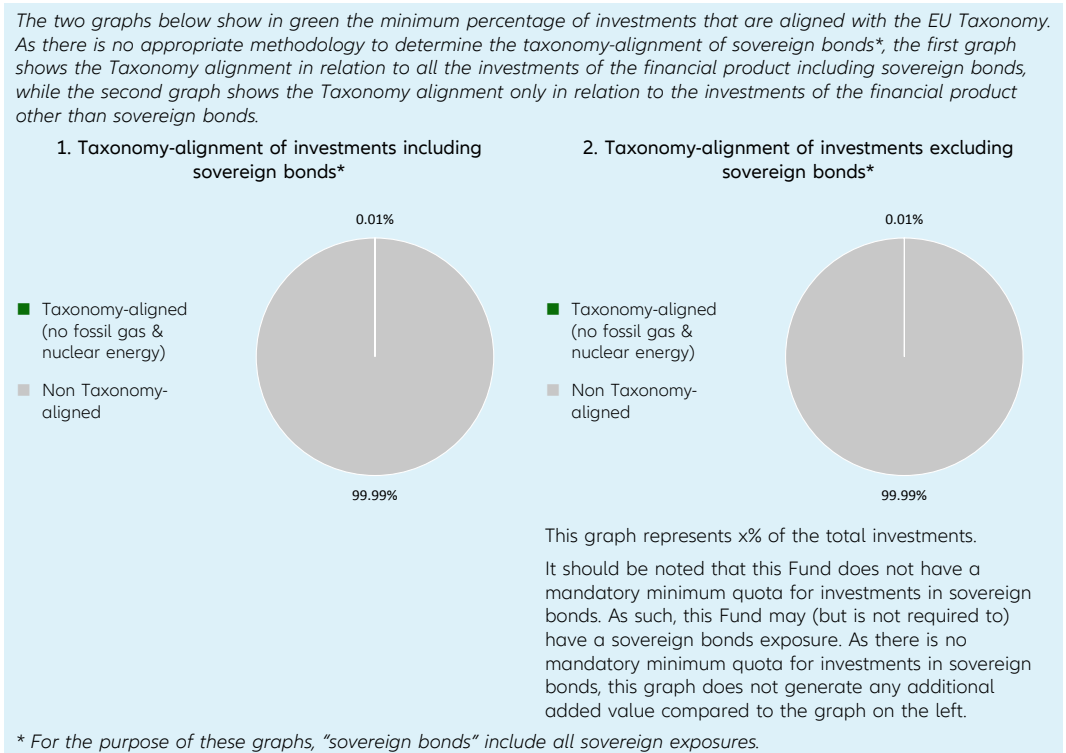 The two graphs below show in green the minimum percentage of investments that are aligned with the EU Taxonomy.
As there is no appropriate methodology to determine the taxonomy-alignment of sovereign bonds*, the first graph
shows the Taxonomy alignment in relation to all the investments of the financial product including sovereign bonds,
while the second graph shows the Taxonomy alignment only in relation to the investments of the financial product
other than sovereign bonds.
1. Taxonomy-alignment of investments including
sovereign bonds*
0.01%
Taxonomy-aligned
(no fossil gas &
nuclear energy)
Non Taxonomy-
aligned
99.99%
2. Taxonomy-alignment of investments excluding
sovereign bonds*
0.01%
Taxonomy-aligned
(no fossil gas &
nuclear energy)
Non Taxonomy-
aligned
99.99%
This graph represents x% of the total investments.
It should be noted that this Fund does not have a
mandatory minimum quota for investments in sovereign
bonds. As such, this Fund may (but is not required to)
have a sovereign bonds exposure. As there is no
mandatory minimum quota for investments in sovereign
bonds, this graph does not generate any additional
added value compared to the graph on the left.
* For the purpose of these graphs, “sovereign bonds” include all sovereign exposures.